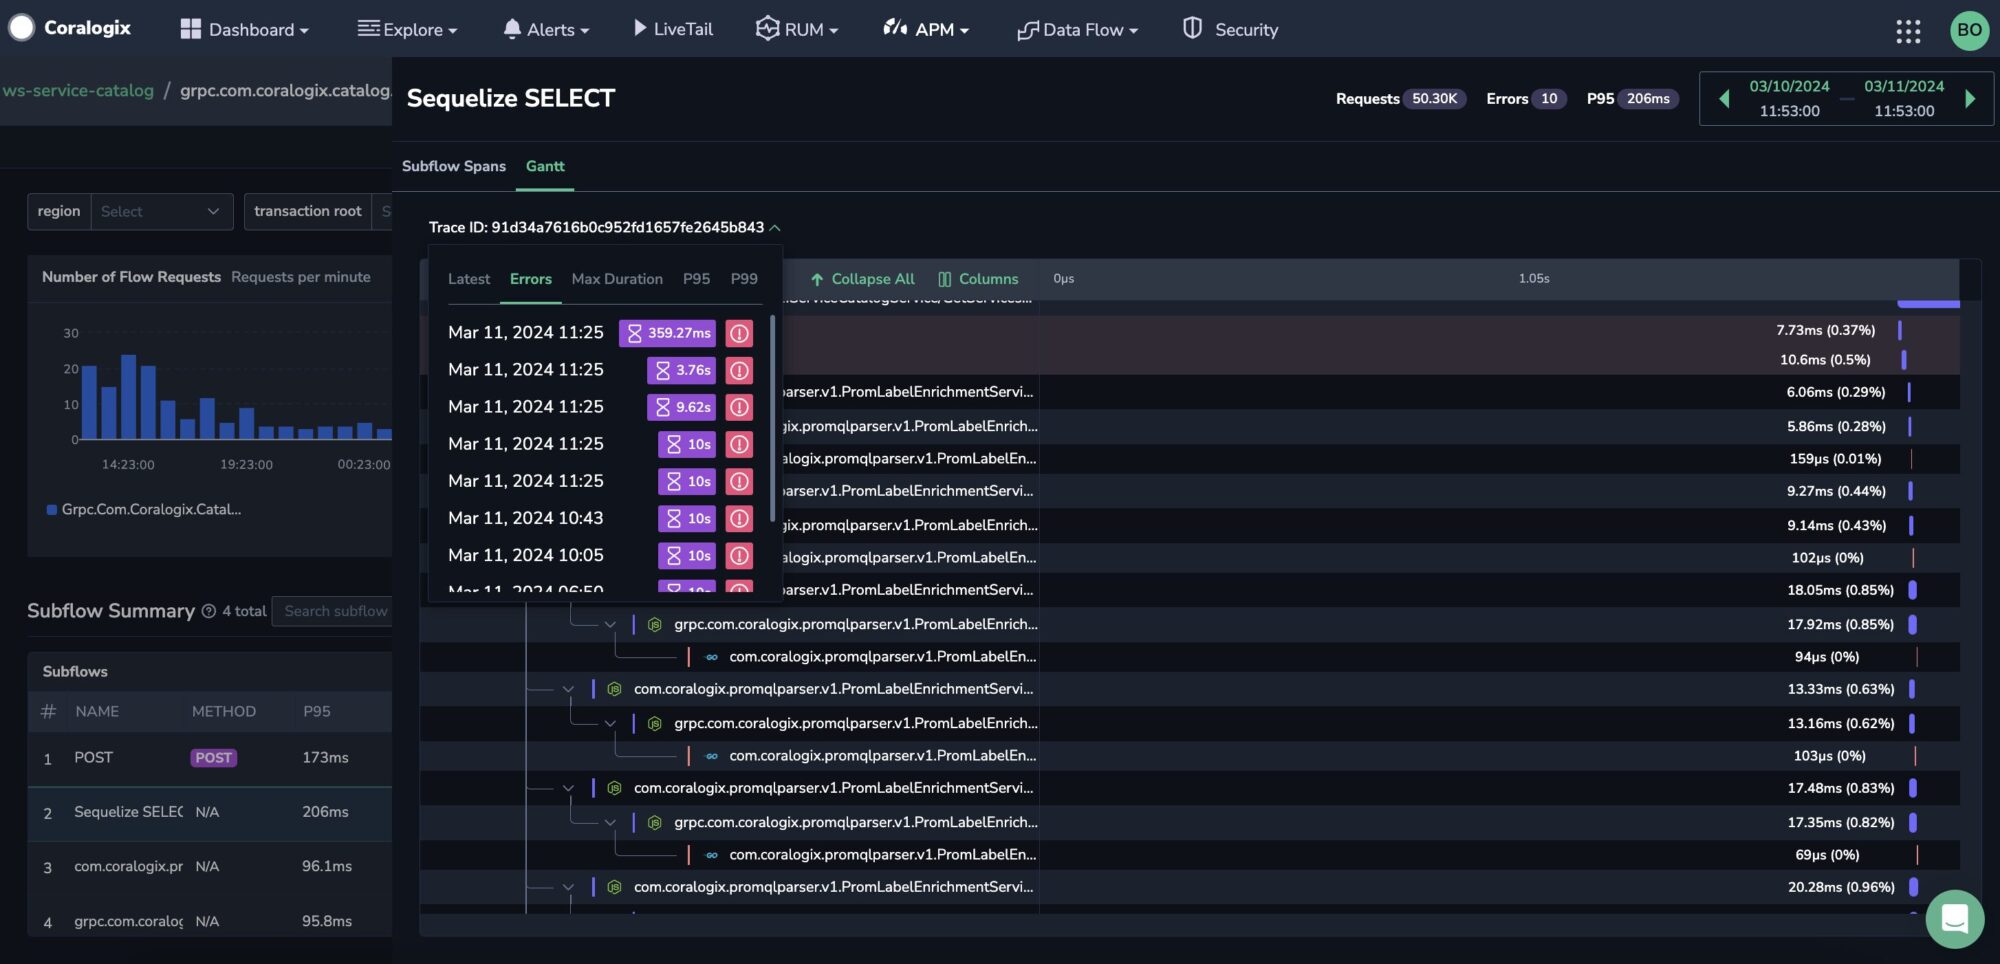 Coralogix
Dashboard
Explore
Alerts
LiveTail
RUM
APM
Data Flow
Security
BO
ws-service-catalog / grpc.com.coralogix.catalog.
Sequelize SELECT
Requests 50.30K Errors 10 P95 206ms
03/10/2024 — 03/11/2024
11:53:00 11:53:00
Subflow Spans Gantt
region Select
transaction root S
Trace ID: 91d34a7616b0c952fd1657fe2645b843
Latest Errors Max Duration P95 P99
Collapse All Columns
0µs 1.05s
Mar 11, 2024 11:25 359.27ms
Mar 11, 2024 11:25 3.76s
Mar 11, 2024 11:25 9.62s
Mar 11, 2024 11:25 10s
Mar 11, 2024 11:25 10s
Mar 11, 2024 10:43 10s
Mar 11, 2024 10:05 10s
Mar 11, 2024 06:50 10s
Number of Flow Requests Requests per minute
30
20
10
0
14:23:00 19:23:00 00:23:00
Grpc.Com.Coralogix.Catal...
Subflow Summary 4 total Search subflow
Subflows
# NAME METHOD P95
1 POST POST 173ms
2 Sequelize SELEC N/A 206ms
3 com.coralogix.pr N/A 96.1ms
4 grpc.com.coralog N/A 95.8ms
7.73ms (0.37%)
10.6ms (0.5%)
parser.v1.PromLabelEnrichmentServi... 6.06ms (0.29%)
gix.promqlparser.v1.PromLabelEnrich... 5.86ms (0.28%)
alogix.promqlparser.v1.PromLabelEn... 159µs (0.01%)
parser.v1.PromLabelEnrichmentServi... 9.27ms (0.44%)
gix.promqlparser.v1.PromLabelEnrich... 9.14ms (0.43%)
alogix.promqlparser.v1.PromLabelEn... 102µs (0%)
parser.v1.PromLabelEnrichmentServi... 18.05ms (0.85%)
grpc.com.coralogix.promqlparser.v1.PromLabelEnrich... 17.92ms (0.85%)
com.coralogix.promqlparser.v1.PromLabelEn... 94µs (0%)
com.coralogix.promqlparser.v1.PromLabelEnrichmentServi... 13.33ms (0.63%)
grpc.com.coralogix.promqlparser.v1.PromLabelEnrich... 13.16ms (0.62%)
com.coralogix.promqlparser.v1.PromLabelEn... 103µs (0%)
com.coralogix.promqlparser.v1.PromLabelEnrichmentServi... 17.48ms (0.83%)
grpc.com.coralogix.promqlparser.v1.PromLabelEnrich... 17.35ms (0.82%)
com.coralogix.promqlparser.v1.PromLabelEn... 69µs (0%)
com.coralogix.promqlparser.v1.PromLabelEnrichmentServi... 20.28ms (0.96%)